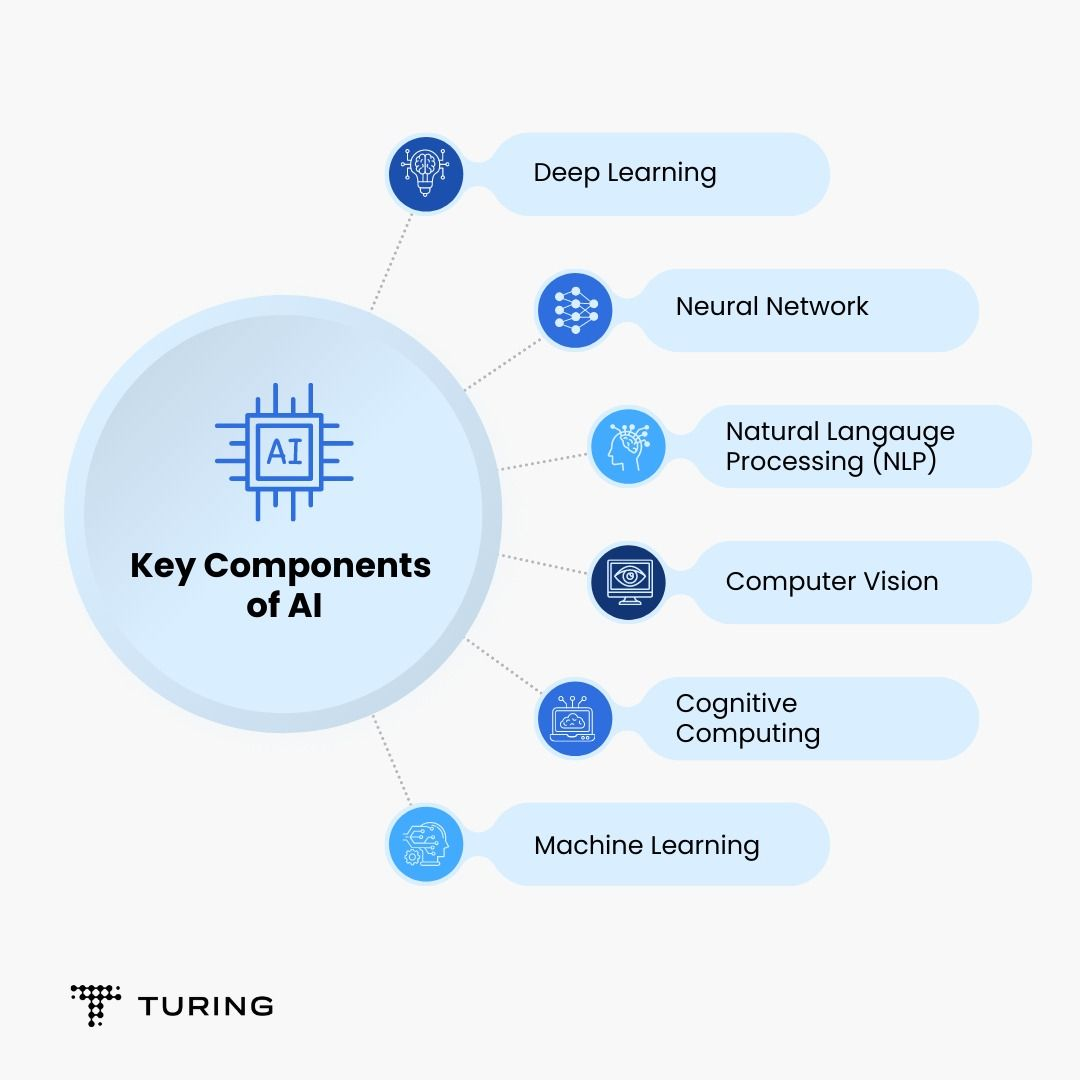 Deep Learning
Neural Network
Natural Langauge
Processing (NLP)
AI
Key Components
of AI
Computer Vision
Cognitive
Computing
Machine Learning
TURING